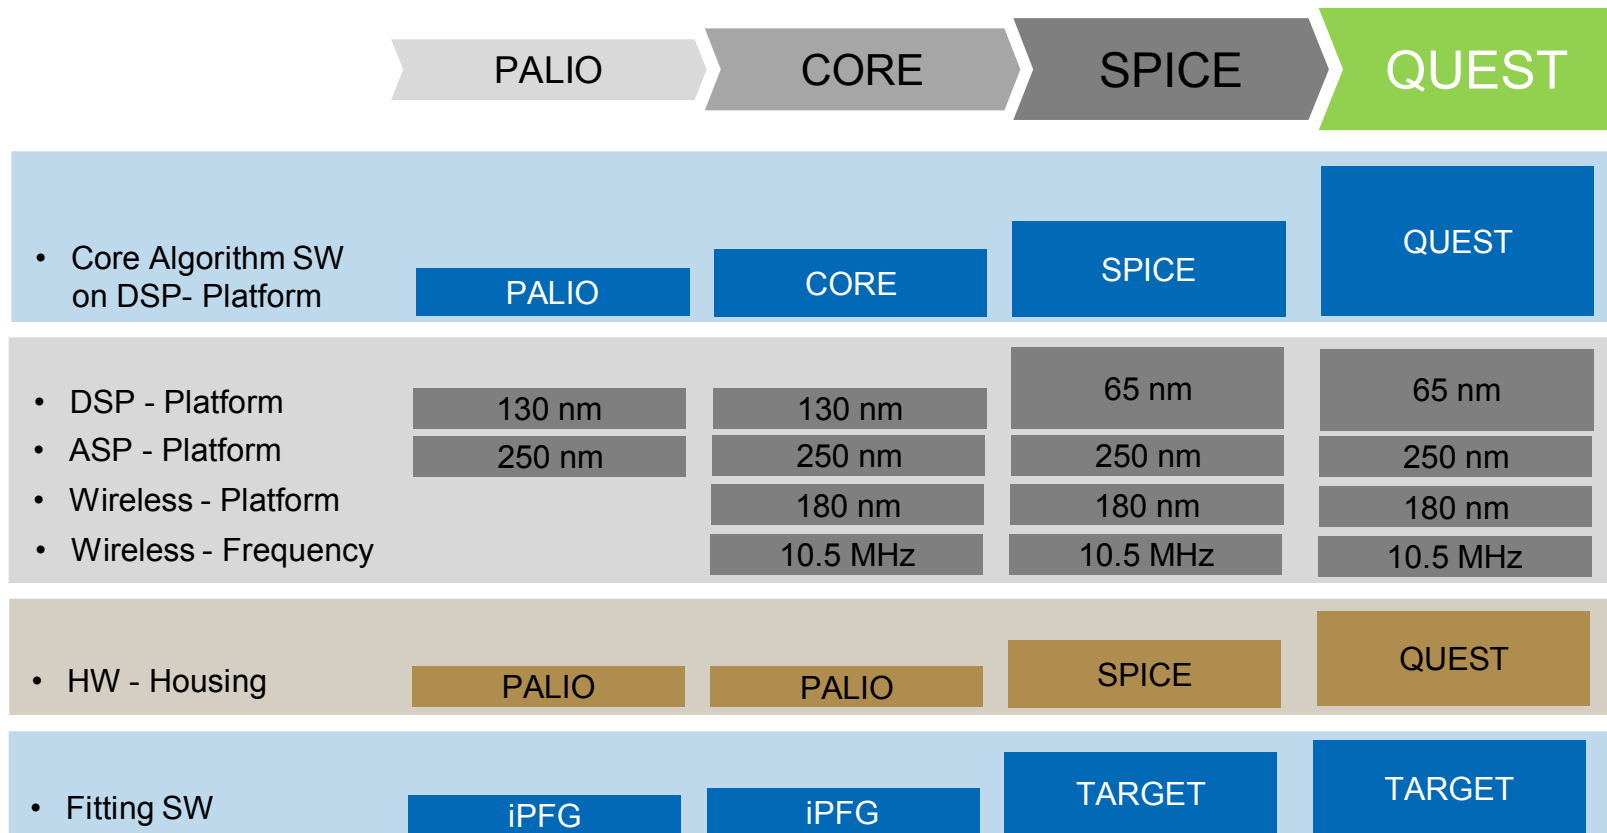 PALIO CORE SPICE QUEST
• Core Algorithm SW
on DSP- Platform
PALIO CORE SPICE QUEST
• DSP - Platform 130 nm 130 nm 65 nm 65 nm
• ASP - Platform 250 nm 250 nm 250 nm 250 nm
• Wireless - Platform 180 nm 180 nm 180 nm
• Wireless - Frequency 10.5 MHz 10.5 MHz 10.5 MHz
• HW - Housing PALIO PALIO SPICE QUEST
• Fitting SW iPFG iPFG TARGET TARGET